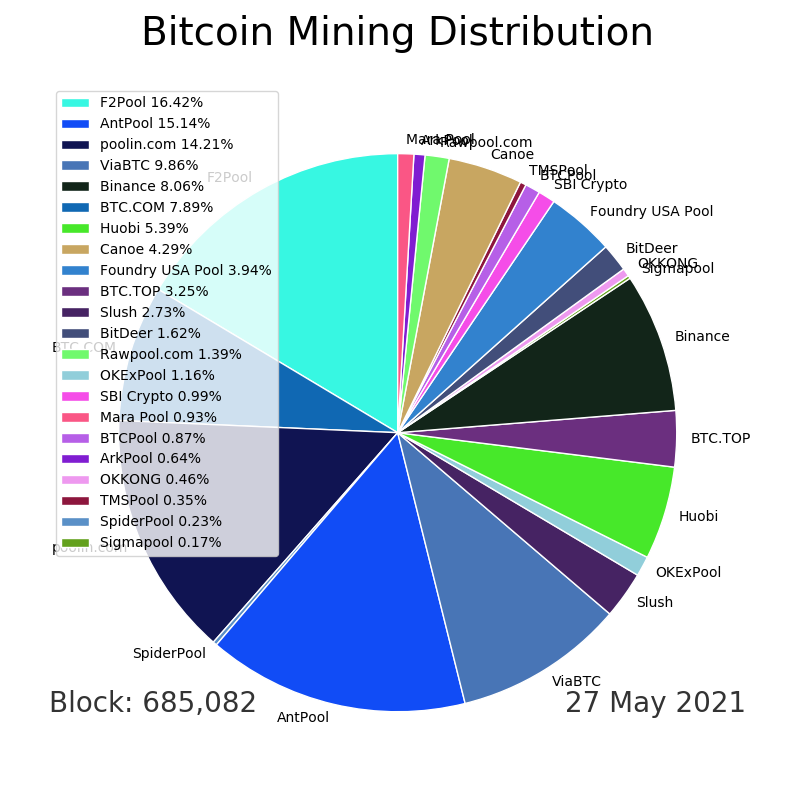 Bitcoin Mining Distribution
F2Pool 16.42%
AntPool 15.14%
poolin.com 14.21%
ViaBTC 9.86%
Binance 8.06%
BTC.COM 7.89%
Huobi 5.39%
Canoe 4.29%
Foundry USA Pool 3.94%
BTC.TOP 3.25%
Slush 2.73%
BitDeer 1.62%
Rawpool.com 1.39%
OKExPool 1.16%
SBI Crypto 0.99%
Mara Pool 0.93%
BTCPool 0.87%
ArkPool 0.64%
OKKONG 0.46%
TMSPool 0.35%
SpiderPool 0.23%
Sigmapool 0.17%
Mara Pool
ArkPool
Rawpool.com
Canoe
TMSPool
BTCPool
SBI Crypto
Foundry USA Pool
BitDeer
OKKONG
Sigmapool
Binance
BTC.TOP
Huobi
OKExPool
Slush
ViaBTC
AntPool
SpiderPool
poolin.com
BTC.COM
F2Pool
Block: 685,082
27 May 2021